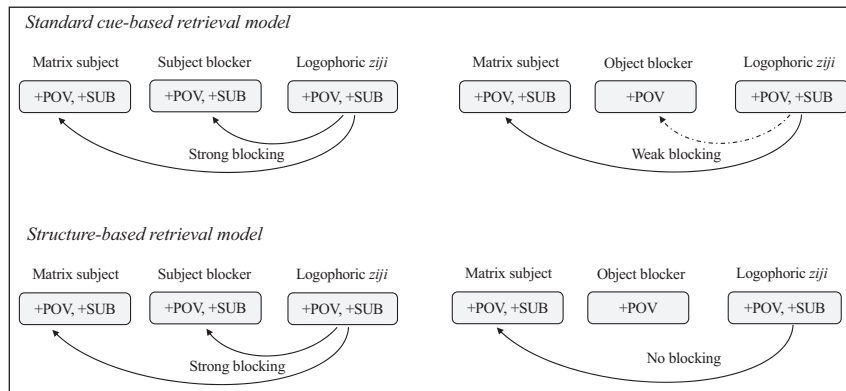 Standard cue-based retrieval model
Matrix subject Subject blocker Logophoric ziji Matrix subject Object blocker Logophoric ziji
+POV, +SUB +POV, +SUB +POV, +SUB +POV, +SUB +POV +POV, +SUB
Strong blocking Weak blocking
Structure-based retrieval model
Matrix subject Subject blocker Logophoric ziji Matrix subject Object blocker Logophoric ziji
+POV, +SUB +POV, +SUB +POV, +SUB +POV, +SUB +POV +POV, +SUB
Strong blocking No blocking